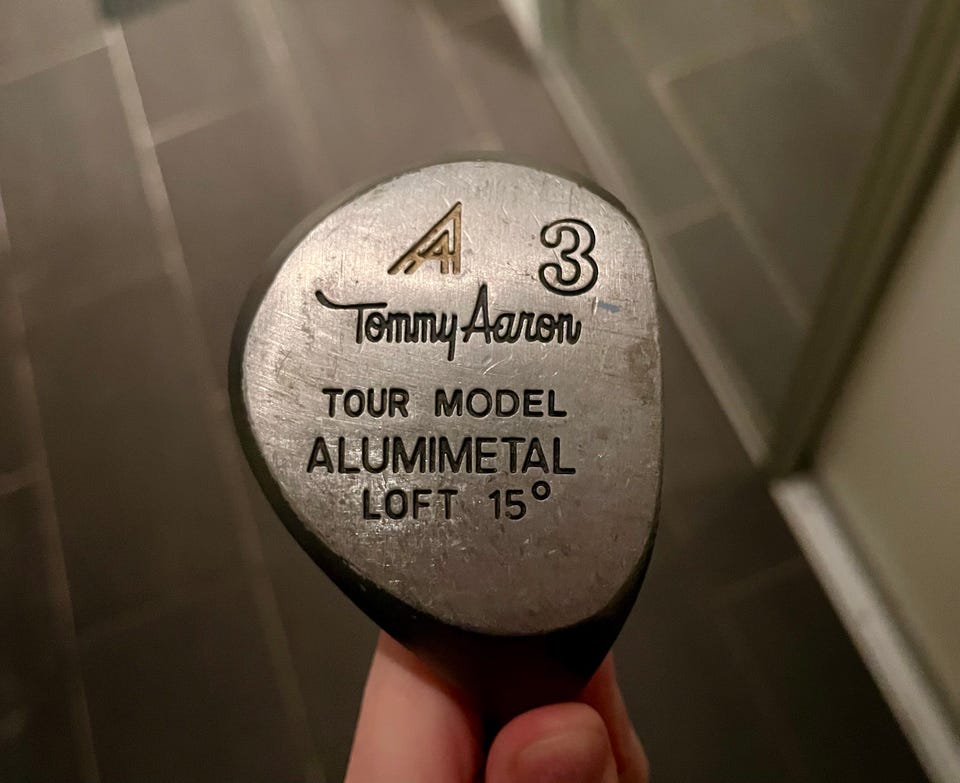 A 3
Tommy Aaron
TOUR MODEL
ALUMIMETAL
LOFT 15°